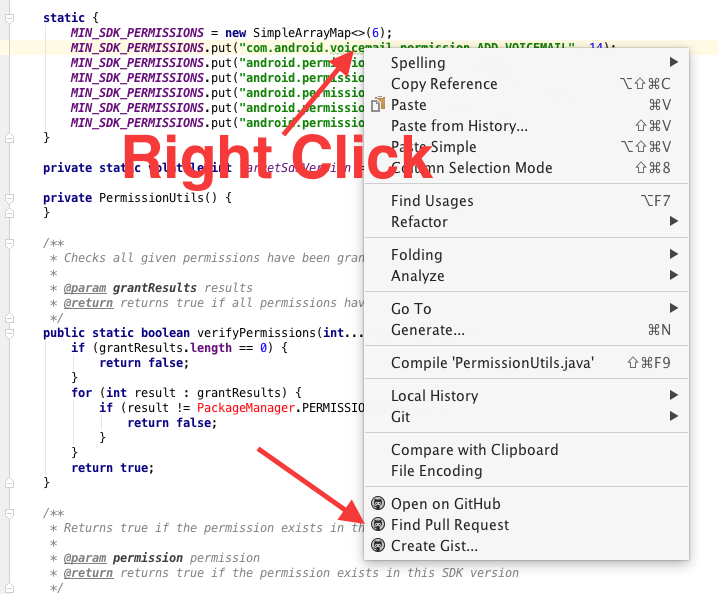 static {
MIN_SDK_PERMISSIONS = new SimpleArrayMap<>(6);
MIN_SDK_PERMISSIONS.put("com.android.voicemail.permission.ADD_VOICEMAIL", 14);
MIN_SDK_PERMISSIONS.put("android.permissio
MIN_SDK_PERMISSIONS.put("android.permissio
MIN_SDK_PERMISSIONS.put("android.permissio
MIN_SDK_PERMISSIONS.put("android.permissio
MIN_SDK_PERMISSIONS.put("android.permissio
}
Right Click
private static volatile int targetSdkVersion =
private PermissionUtils() {
}
/**
* Checks all given permissions have been gran
*
* @param grantResults results
* @return returns true if all permissions hav
*/
public static boolean verifyPermissions(int...
if (grantResults.length == 0) {
return false;
}
for (int result : grantResults) {
if (result != PackageManager.PERMISSIO
return false;
}
}
return true;
}
/**
* Returns true if the permission exists in th
*
* @param permission permission
* @return returns true if the permission exists in this SDK version
*/
Spelling
Copy Reference ⌥⇧⌘C
Paste ⌘V
Paste from History... ⇧⌘V
Paste Simple ⌥⇧⌘V
Column Selection Mode ⇧⌘8
Find Usages ⌥F7
Refactor
Folding
Analyze
Go To
Generate... ⌘N
Compile 'PermissionUtils.java' ⇧⌘F9
Local History
Git
Compare with Clipboard
File Encoding
Open on GitHub
Find Pull Request
Create Gist...